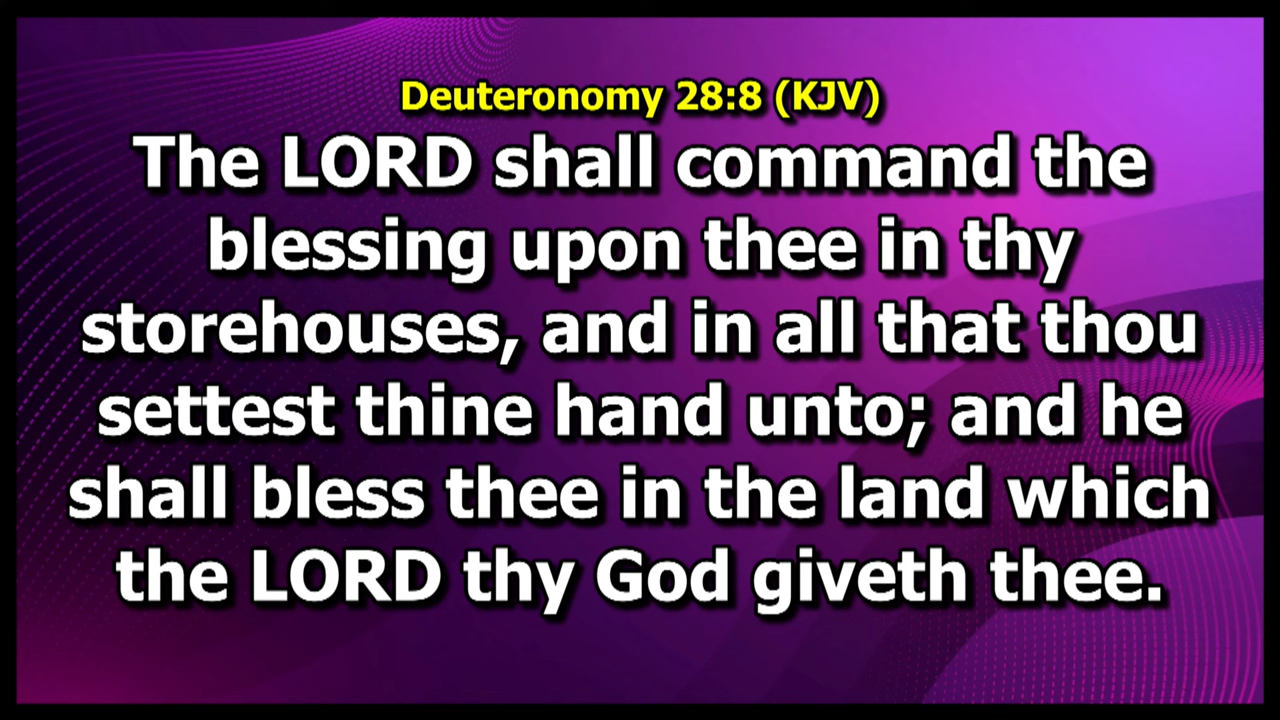 Deuteronomy 28:8 (KJV)
The LORD shall command the
blessing upon thee in thy
storehouses, and in all that thou
settest thine hand unto; and he
shall bless thee in the land which
the LORD thy God giveth thee.